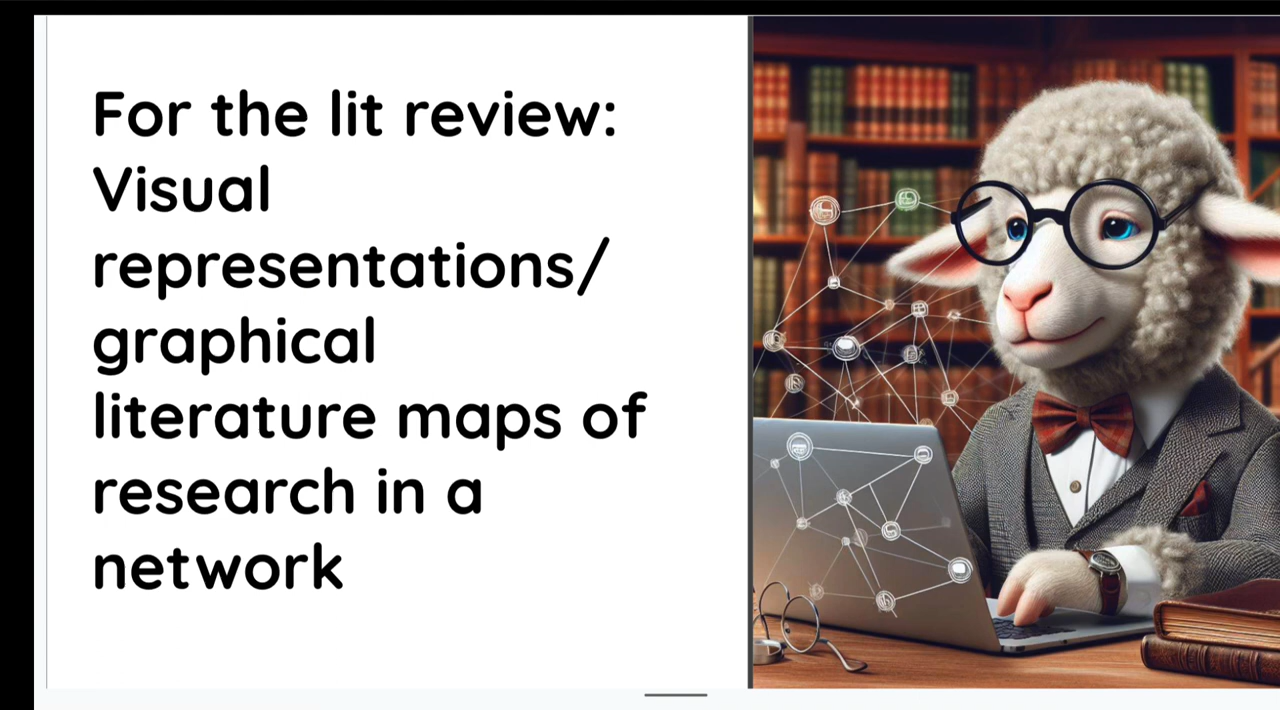 For the lit review:
Visual
representations/
graphical
literature maps of
research in a
network